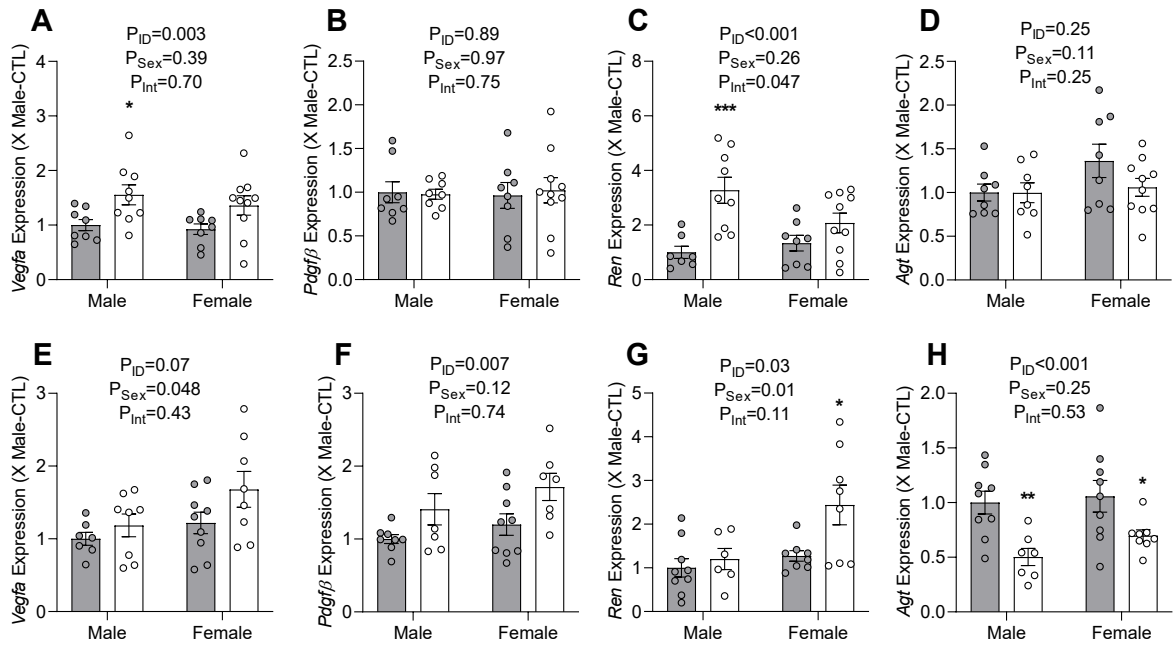 A
P_ID=0.003
P_Sex=0.39
P_Int=0.70
Vegfa Expression (X Male-CTL)
4
3
2
1
0
*
Male
Female
B
P_ID=0.89
P_Sex=0.97
P_Int=0.75
Pdgfβ Expression (X Male-CTL)
2.5
2.0
1.5
1.0
0.5
0.0
Male
Female
C
P_ID<0.001
P_Sex=0.26
P_Int=0.047
Ren Expression (X Male-CTL)
8
6
4
2
0
***
Male
Female
D
P_ID=0.25
P_Sex=0.11
P_Int=0.25
Agt Expression (X Male-CTL)
2.5
2.0
1.5
1.0
0.5
0.0
Male
Female
E
P_ID=0.07
P_Sex=0.048
P_Int=0.43
Vegfa Expression (X Male-CTL)
3
2
1
0
Male
Female
F
P_ID=0.007
P_Sex=0.12
P_Int=0.74
Pdgfβ Expression (X Male-CTL)
3
2
1
0
Male
Female
G
P_ID=0.03
P_Sex=0.01
P_Int=0.11
Ren Expression (X Male-CTL)
5
4
3
2
1
0
*
Male
Female
H
P_ID<0.001
P_Sex=0.25
P_Int=0.53
Agt Expression (X Male-CTL)
2.0
1.5
1.0
0.5
0.0
**
*
Male
Female